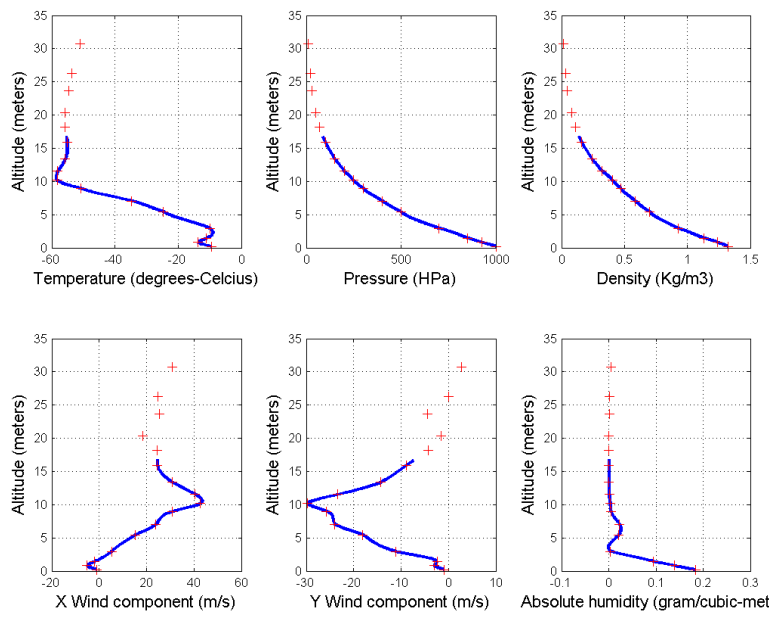 35
30
25
20
15
10
5
0
Altitude (meters)
-60 -40 -20 0
Temperature (degrees-Celcius)
35
30
25
20
15
10
5
0
Altitude (meters)
0 500 1000
Pressure (HPa)
35
30
25
20
15
10
5
0
Altitude (meters)
0 0.5 1 1.5
Density (Kg/m3)
35
30
25
20
15
10
5
0
Altitude (meters)
-20 0 20 40 60
X Wind component (m/s)
35
30
25
20
15
10
5
0
Altitude (meters)
-30 -20 -10 0 10
Y Wind component (m/s)
35
30
25
20
15
10
5
0
Altitude (meters)
-0.1 0 0.1 0.2 0.3
Absolute humidity (gram/cubic-met